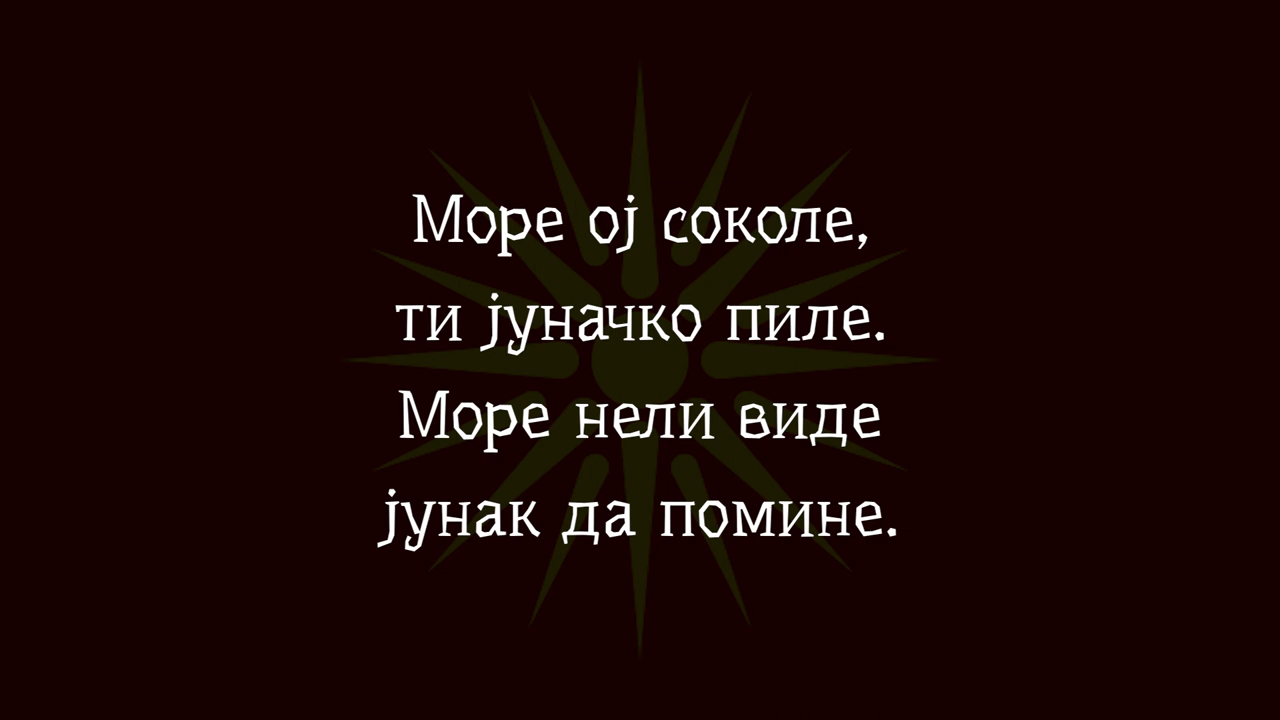 Море ој соколе,
ти јуначко пиле.
Море нели виде
јунак да помине.